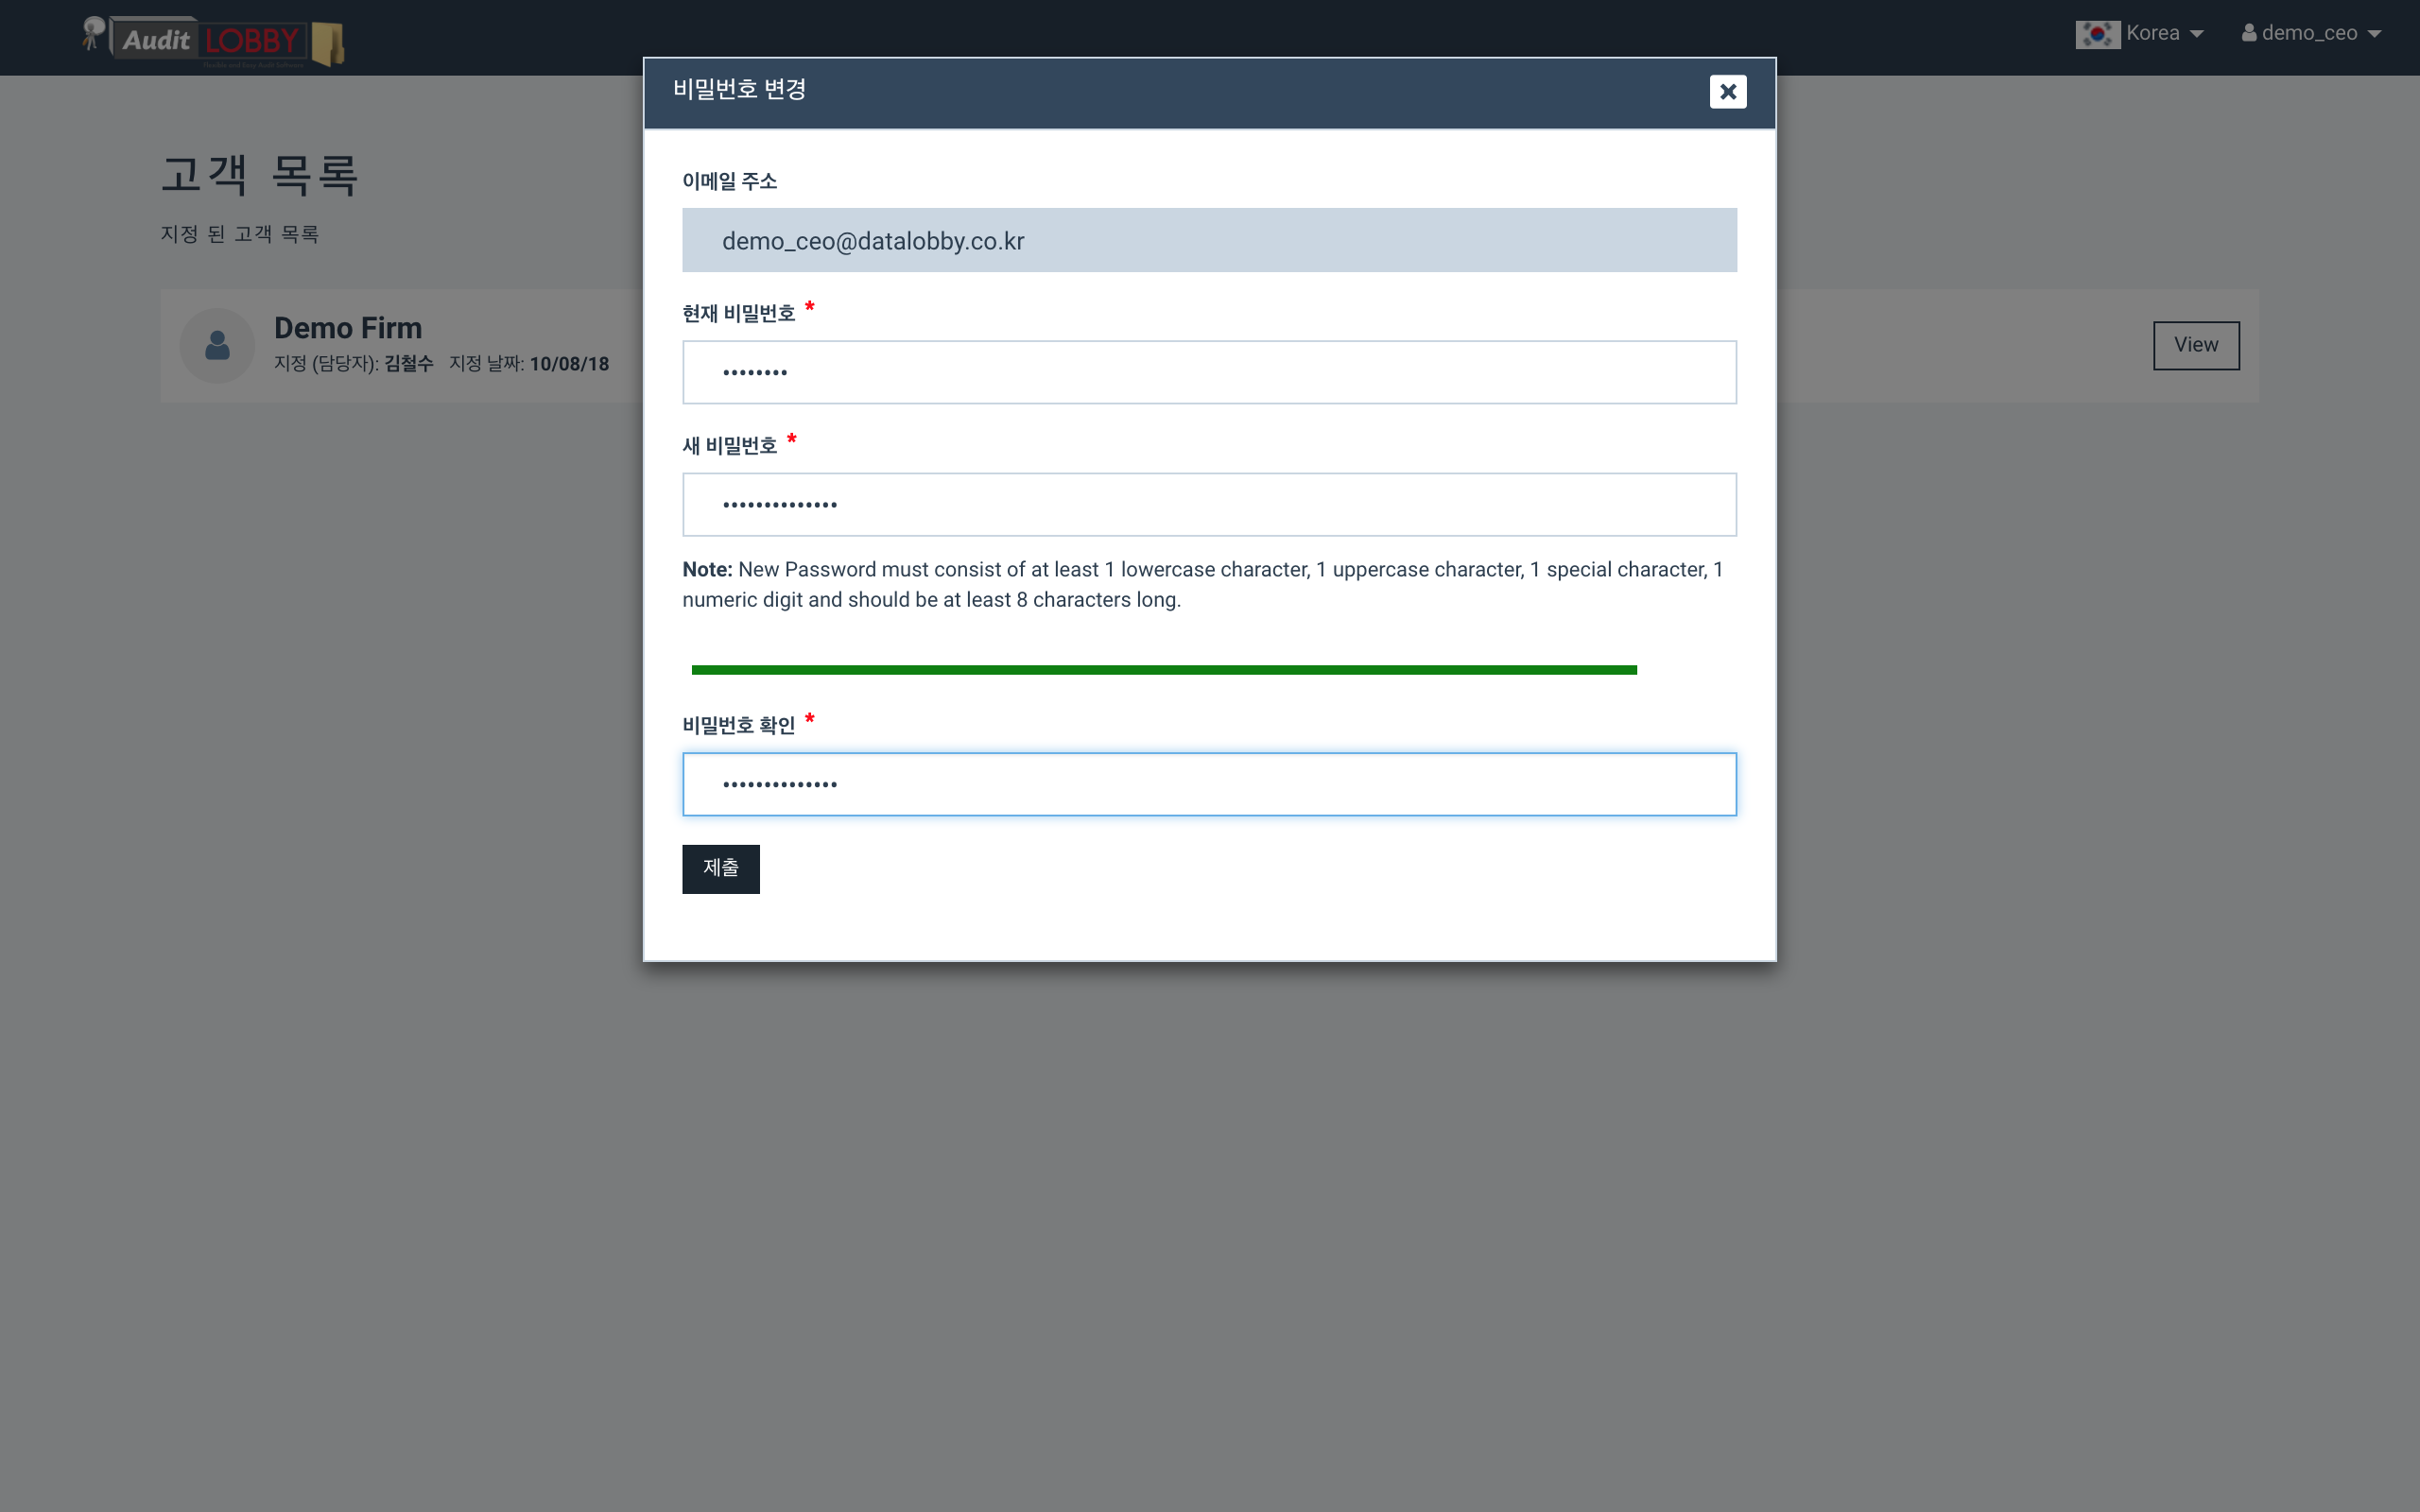 Audit LOBBY
Korea
demo_ceo
비밀번호 변경
고객 목록
지정 된 고객 목록
Demo Firm
지정 (담당자): 김철수 지정 날짜: 10/08/18
View
이메일 주소
demo_ceo@datalobby.co.kr
현재 비밀번호 *
••••••••
새 비밀번호 *
••••••••••••••
Note: New Password must consist of at least 1 lowercase character, 1 uppercase character, 1 special character, 1
numeric digit and should be at least 8 characters long.
비밀번호 확인 *
••••••••••••••
제출